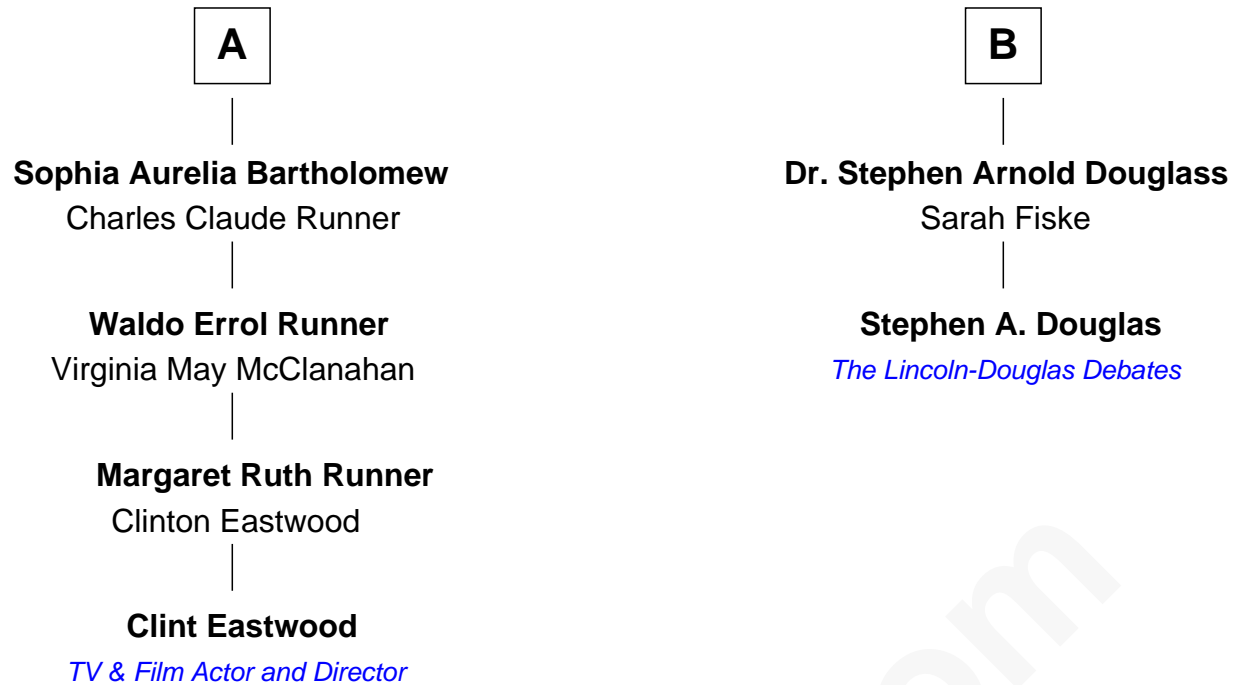 A
Sophia Aurelia Bartholomew
Charles Claude Runner
Waldo Errol Runner
Virginia May McClanahan
Margaret Ruth Runner
Clinton Eastwood
Clint Eastwood
TV & Film Actor and Director
B
Dr. Stephen Arnold Douglass
Sarah Fiske
Stephen A. Douglas
The Lincoln-Douglas Debates
om